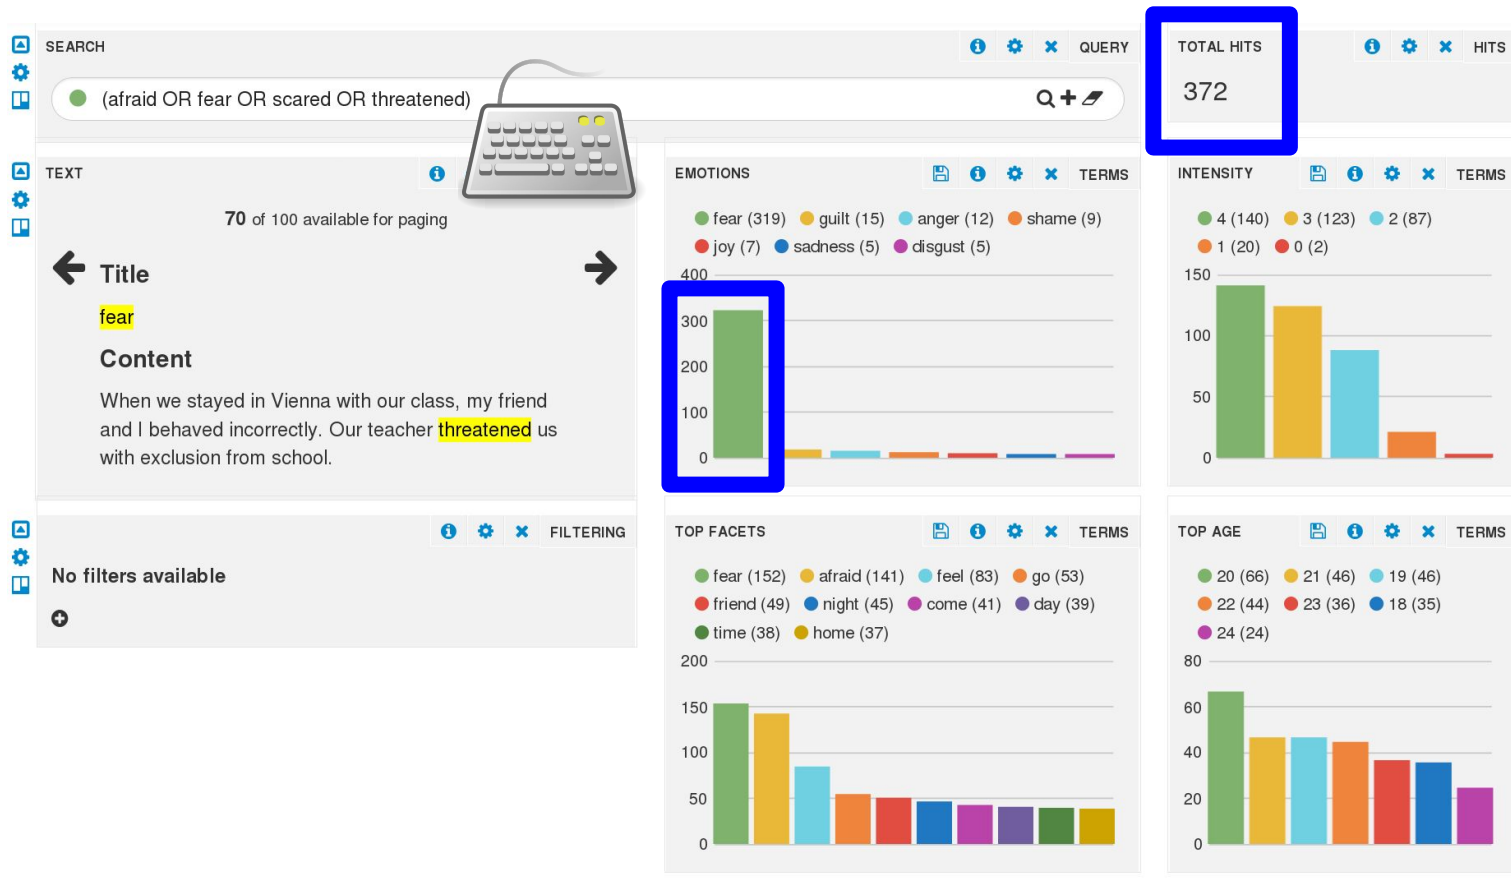 SEARCH
QUERY
(afraid OR fear OR scared OR threatened)
TOTAL HITS
HITS
372
TEXT
70 of 100 available for paging
Title
fear
Content
When we stayed in Vienna with our class, my friend
and I behaved incorrectly. Our teacher threatened us
with exclusion from school.
EMOTIONS
TERMS
fear (319) guilt (15) anger (12) shame (9)
joy (7) sadness (5) disgust (5)
400
300
200
100
0
INTENSITY
TERMS
4 (140) 3 (123) 2 (87)
1 (20) 0 (2)
150
100
50
0
FILTERING
No filters available
TOP FACETS
TERMS
fear (152) afraid (141) feel (83) go (53)
friend (49) night (45) come (41) day (39)
time (38) home (37)
200
150
100
50
0
TOP AGE
TERMS
20 (66) 21 (46) 19 (46)
22 (44) 23 (36) 18 (35)
24 (24)
80
60
40
20
0